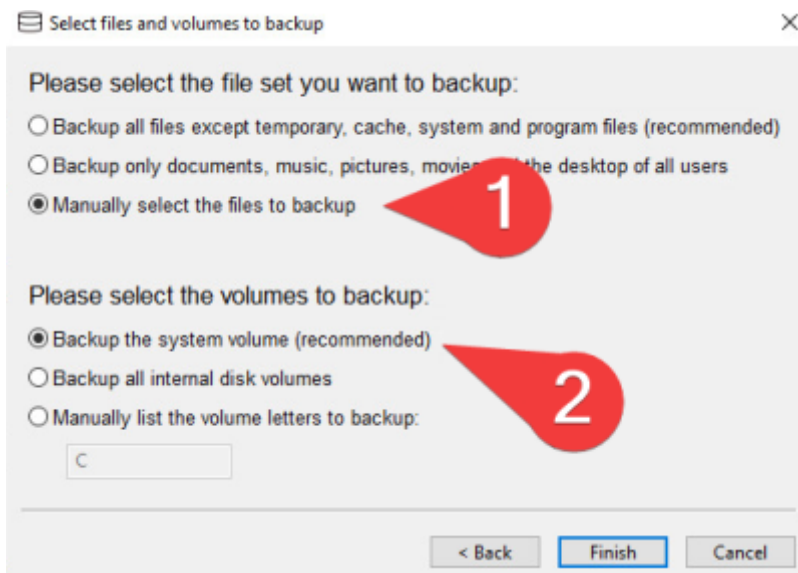 Select files and volumes to backup
Please select the file set you want to backup:
Backup all files except temporary, cache, system and program files (recommended)
Backup only documents, music, pictures, movies the desktop of all users
Manually select the files to backup
1
Please select the volumes to backup:
Backup the system volume (recommended)
Backup all internal disk volumes
2
Manually list the volume letters to backup:
C
< Back Finish Cancel